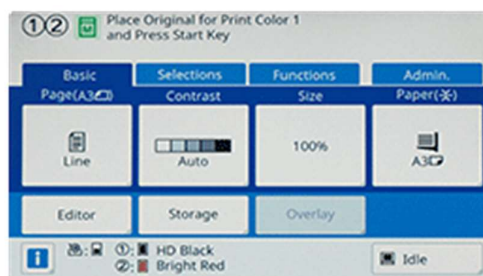 ①② Place Original for Print Color 1
and Press Start Key
Basic Selections Functions Admin.
Page(A3) Contrast Size Paper()
Line Auto 100% A3
Editor Storage Overlay
i ①: HD Black
②: Bright Red
Idle